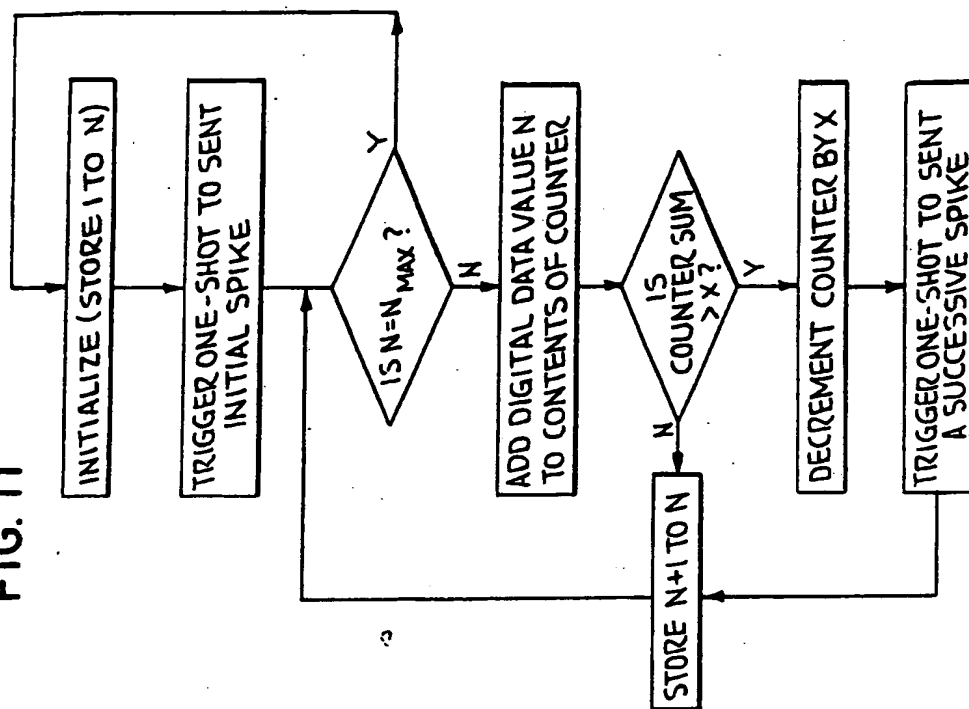 FIG. 11
INITIALIZE (STORE 1 TO N)
TRIGGER ONE-SHOT TO SENT
INITIAL SPIKE
IS N=N MAX?
Y
N
ADD DIGITAL DATA VALUE N
TO CONTENTS OF COUNTER
IS
COUNTER SUM
> X?
N
Y
STORE N+1 TO N
DECREMENT COUNTER BY X
TRIGGER ONE-SHOT TO SENT
A SUCCESSIVE SPIKE